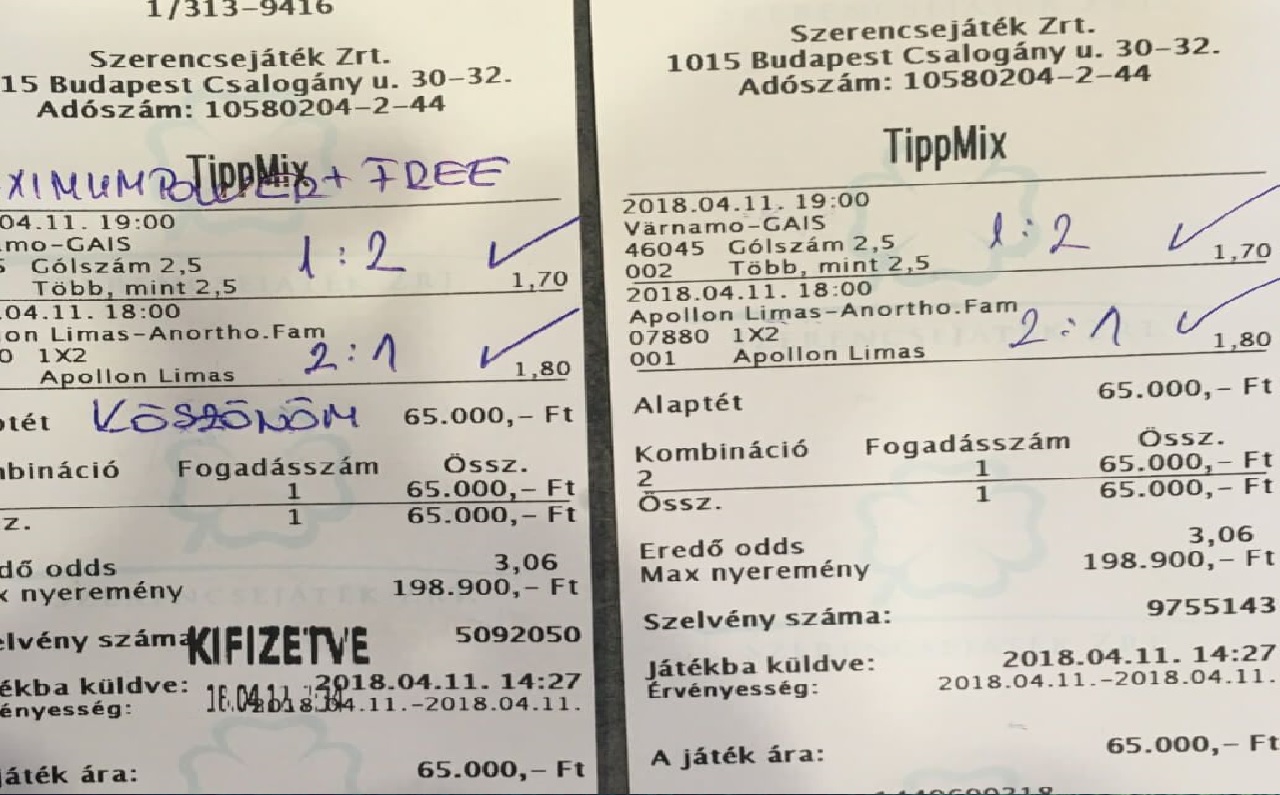 1/313-9416
Szerencsejáték Zrt.
15 Budapest Csalogány u. 30-32.
Adószám: 10580204-2-44
TippMix
XIMUMPOWER + FREE
04.11. 19:00
mo-GAIS
Gólszám 2,5
1:2
Több, mint 2,5
1,70
04.11. 18:00
on Limas-Anortho.Fam
0 1X2
2:1
Apollon Limas
1,80
tét KÖSZÖNÖM 65.000,- Ft
mbináció Fogadásszám Össz.
1 65.000,- Ft
z. 1 65.000,- Ft
dő odds 3,06
x nyeremény 198.900,- Ft
elvény száma 5092050
KIFIZETVE
ékba küldve: 2018.04.11. 14:27
ényesség: 04.11.-2018.04.11.
áték ára: 65.000,- Ft
Szerencsejáték Zrt.
1015 Budapest Csalogány u. 30-32.
Adószám: 10580204-2-44
TippMix
2018.04.11. 19:00
Värnamo-GAIS
46045 Gólszám 2,5
1:2
002 Több, mint 2,5 1,70
2018.04.11. 18:00
Apollon Limas-Anortho.Fam
07880 1X2
2:1
001 Apollon Limas 1,80
Alaptét 65.000,- Ft
Kombináció Fogadásszám Össz.
2 1 65.000,- Ft
Össz. 1 65.000,- Ft
Eredő odds 3,06
Max nyeremény 198.900,- Ft
Szelvény száma: 9755143
Játékba küldve: 2018.04.11. 14:27
Érvényesség: 2018.04.11.-2018.04.11.
A játék ára: 65.000,- Ft